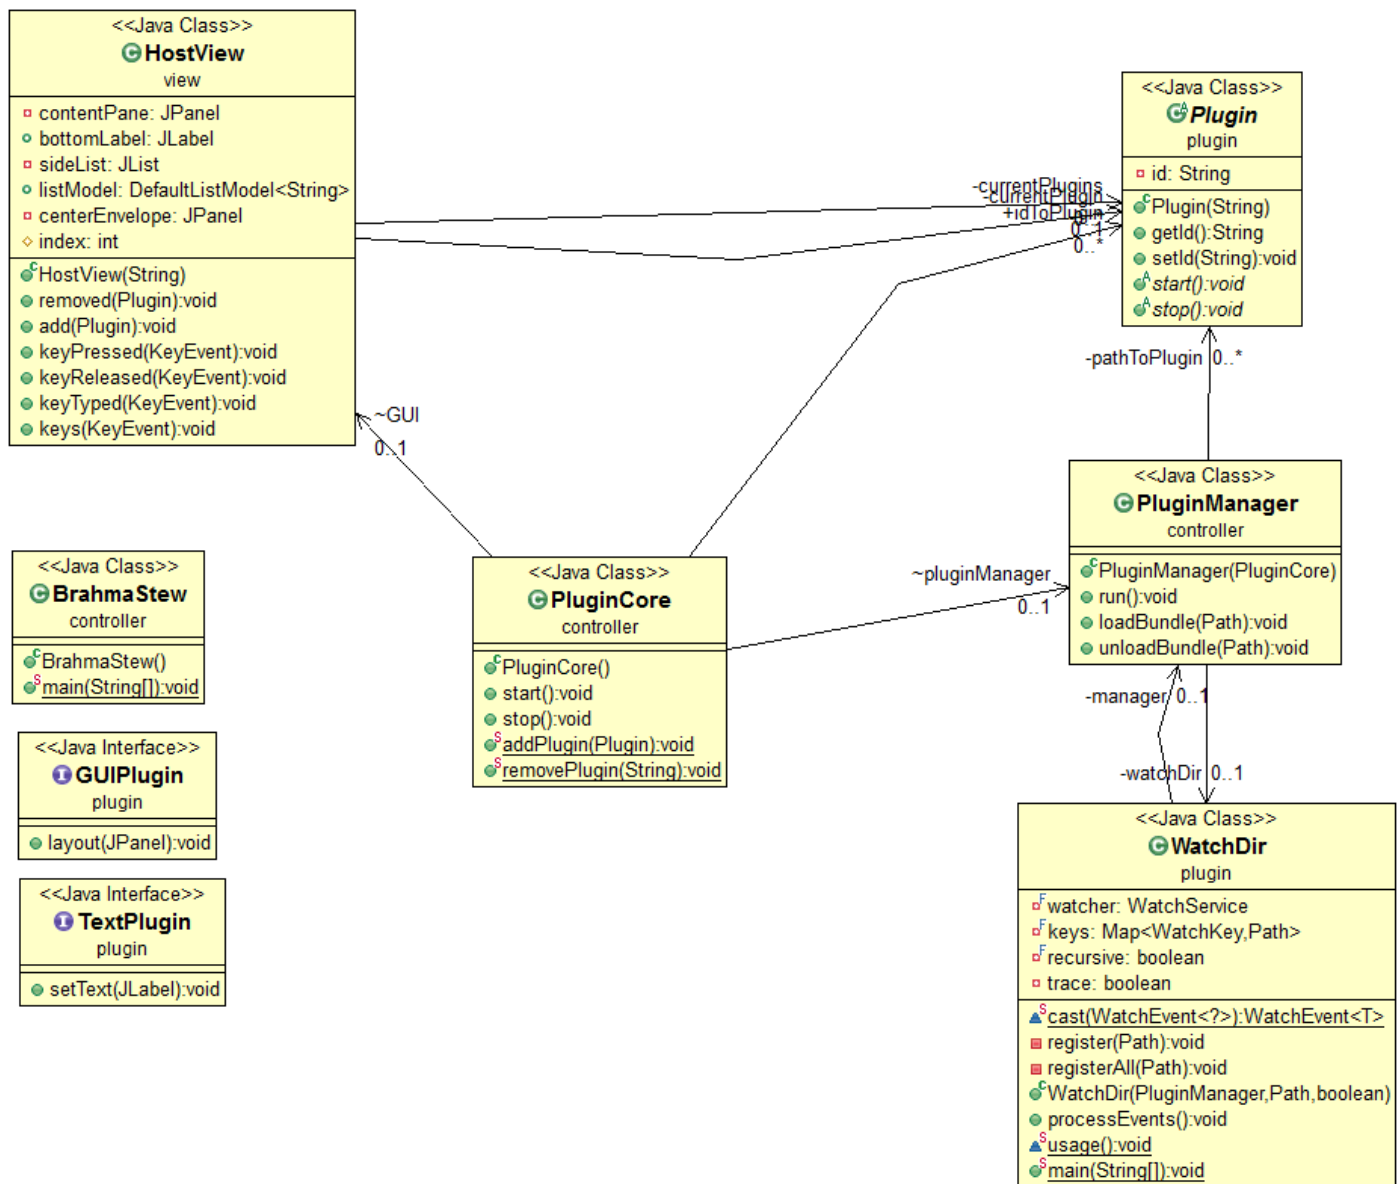 <<Java Class>>
HostView
view
contentPane: JPanel
bottomLabel: JLabel
sideList: JList
listModel: DefaultListModel<String>
centerEnvelope: JPanel
index: int
HostView(String)
removed(Plugin):void
add(Plugin):void
keyPressed(KeyEvent):void
keyReleased(KeyEvent):void
keyTyped(KeyEvent):void
keys(KeyEvent):void
<<Java Class>>
Plugin
plugin
id: String
Plugin(String)
getId():String
setId(String):void
start():void
stop():void
-currentPlugins
-currentPlugin
+idToPlugin
0..1
0..*
-pathToPlugin 0..*
~GUI
0..1
<<Java Class>>
PluginManager
controller
PluginManager(PluginCore)
run():void
loadBundle(Path):void
unloadBundle(Path):void
<<Java Class>>
BrahmaStew
controller
BrahmaStew()
main(String[]):void
<<Java Class>>
PluginCore
controller
PluginCore()
start():void
stop():void
addPlugin(Plugin):void
removePlugin(String):void
~pluginManager
0..1
-manager 0..1
-watchDir 0..1
<<Java Interface>>
GUIPlugin
plugin
layout(JPanel):void
<<Java Interface>>
TextPlugin
plugin
setText(JLabel):void
<<Java Class>>
WatchDir
plugin
watcher: WatchService
keys: Map<WatchKey,Path>
recursive: boolean
trace: boolean
cast(WatchEvent<?>):WatchEvent<T>
register(Path):void
registerAll(Path):void
WatchDir(PluginManager,Path,boolean)
processEvents():void
usage():void
main(String[]):void